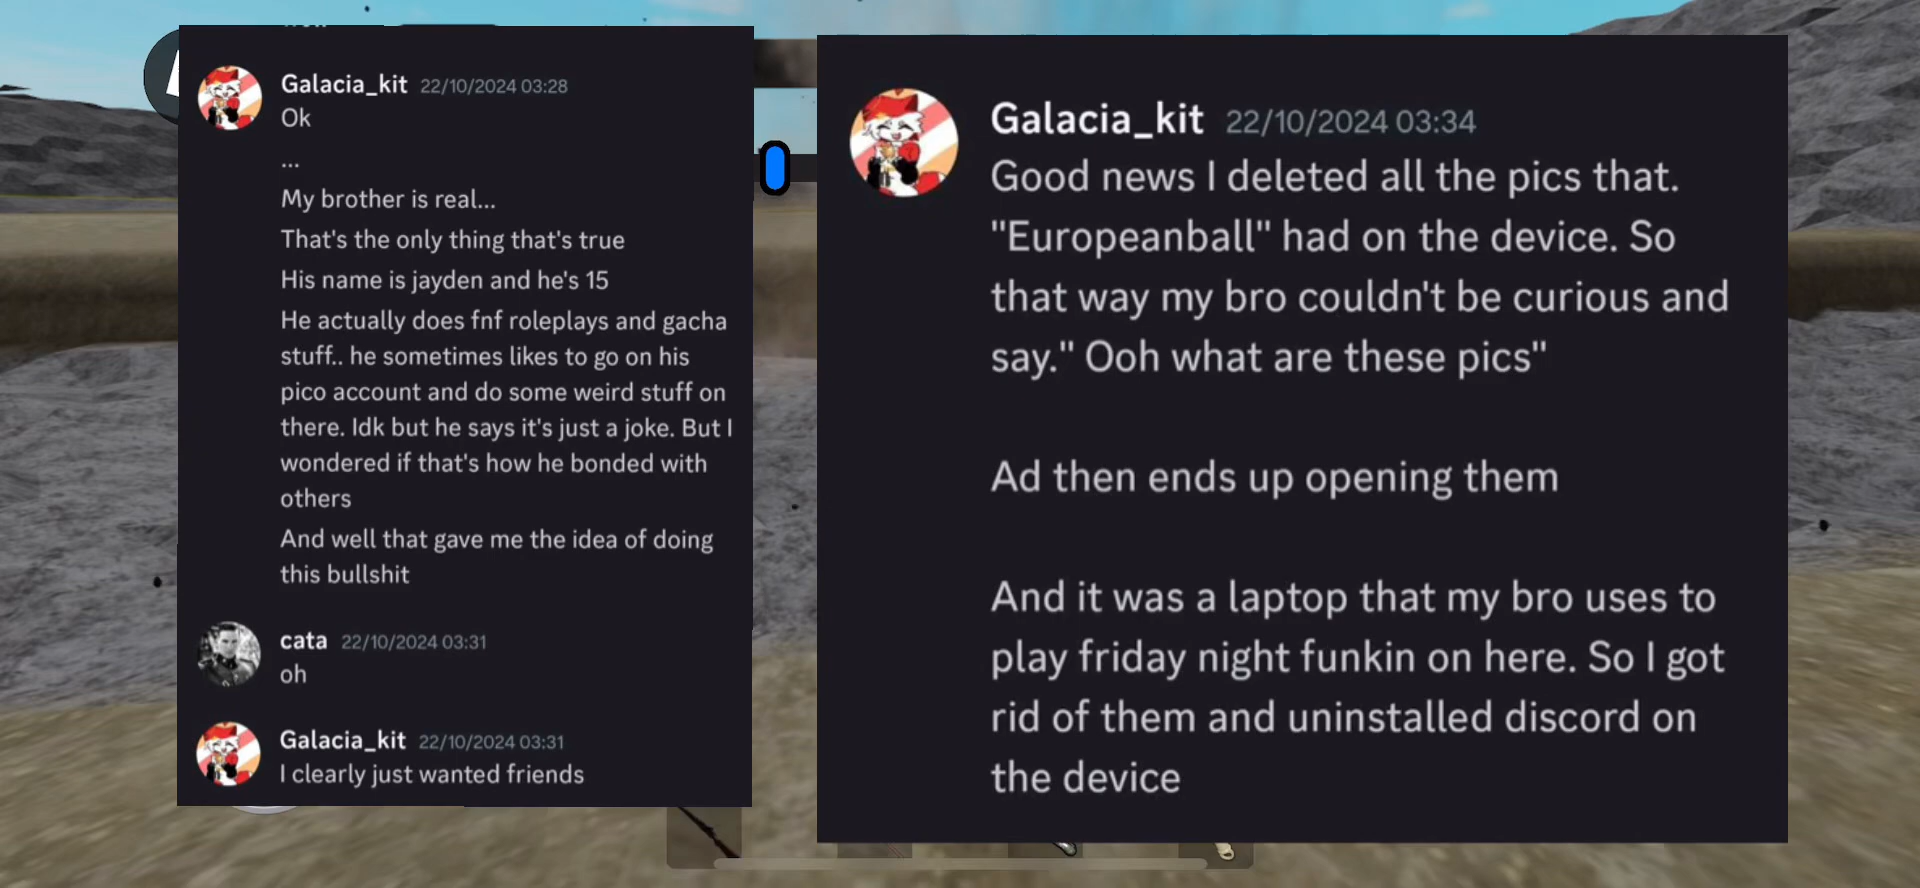 Galacia_kit 22/10/2024 03:28
Ok
...
My brother is real...
That's the only thing that's true
His name is jayden and he's 15
He actually does fnf roleplays and gacha
stuff.. he sometimes likes to go on his
pico account and do some weird stuff on
there. Idk but he says it's just a joke. But I
wondered if that's how he bonded with
others
And well that gave me the idea of doing
this bullshit
cata 22/10/2024 03:31
oh
Galacia_kit 22/10/2024 03:31
I clearly just wanted friends
Galacia_kit 22/10/2024 03:34
Good news I deleted all the pics that.
"Europeanball" had on the device. So
that way my bro couldn't be curious and
say." Ooh what are these pics"
Ad then ends up opening them
And it was a laptop that my bro uses to
play friday night funkin on here. So I got
rid of them and uninstalled discord on
the device